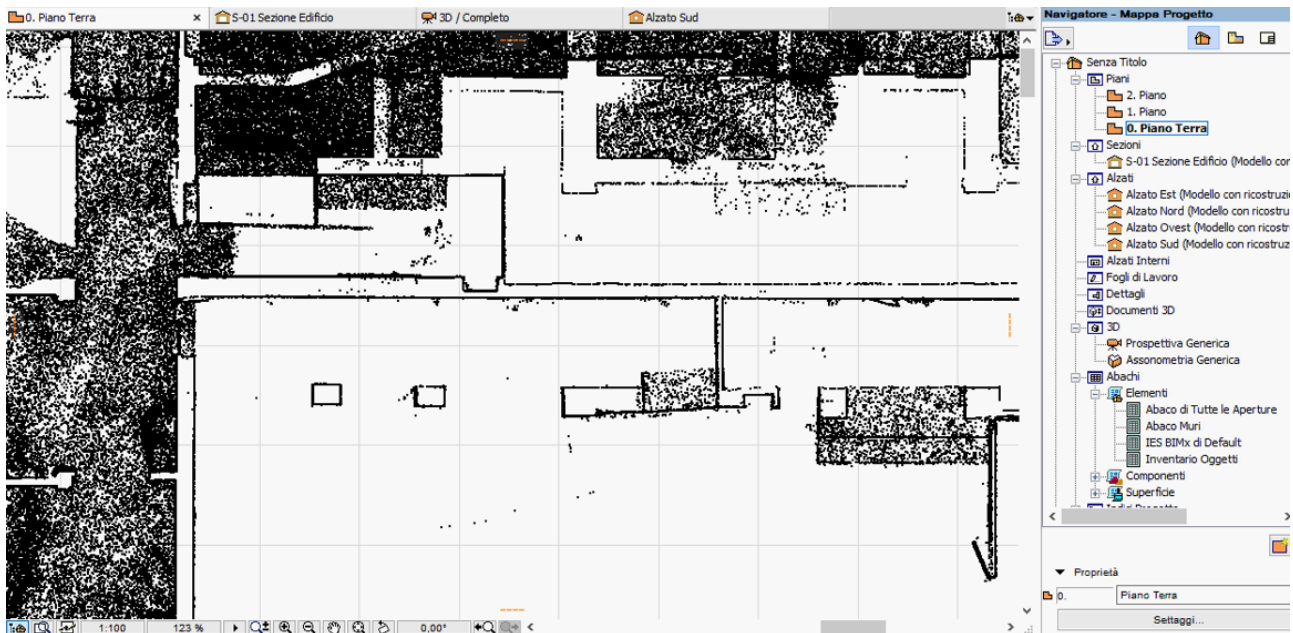 0. Piano Terra
S-01 Sezione Edificio
3D / Completo
Alzato Sud
Navigatore - Mappa Progetto
Senza Titolo
Piani
2. Piano
1. Piano
0. Piano Terra
Sezioni
S-01 Sezione Edificio (Modello con
Alzati
Alzato Est (Modello con ricostruzi
Alzato Nord (Modello con ricostru
Alzato Ovest (Modello con ricostr
Alzato Sud (Modello con ricostruz
Alzati Interni
Fogli di Lavoro
Dettagli
Documenti 3D
3D
Prospettiva Generica
Assonometria Generica
Abachi
Elementi
Abaco di Tutte le Aperture
Abaco Muri
IES BIMx di Default
Inventario Oggetti
Componenti
Superficie
Proprietà
0.
Piano Terra
Settaggi...
1:100
123 %
0,00°